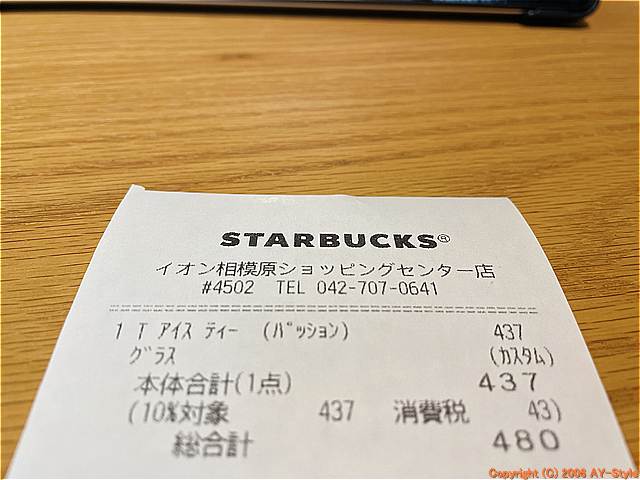 STARBUCKS®
イオン相模原ショッピングセンター店
#4502 TEL 042-707-0641
1 T ｱｲｽ ﾃｨｰ (ﾊﾟｯｼｮﾝ) 437
ｸﾞﾗｽ (ｶｽﾀﾑ)
本体合計(1点) 437
(10%対象 437 消費税 43)
総合計 480
Copyright (C) 2006 AY-Style